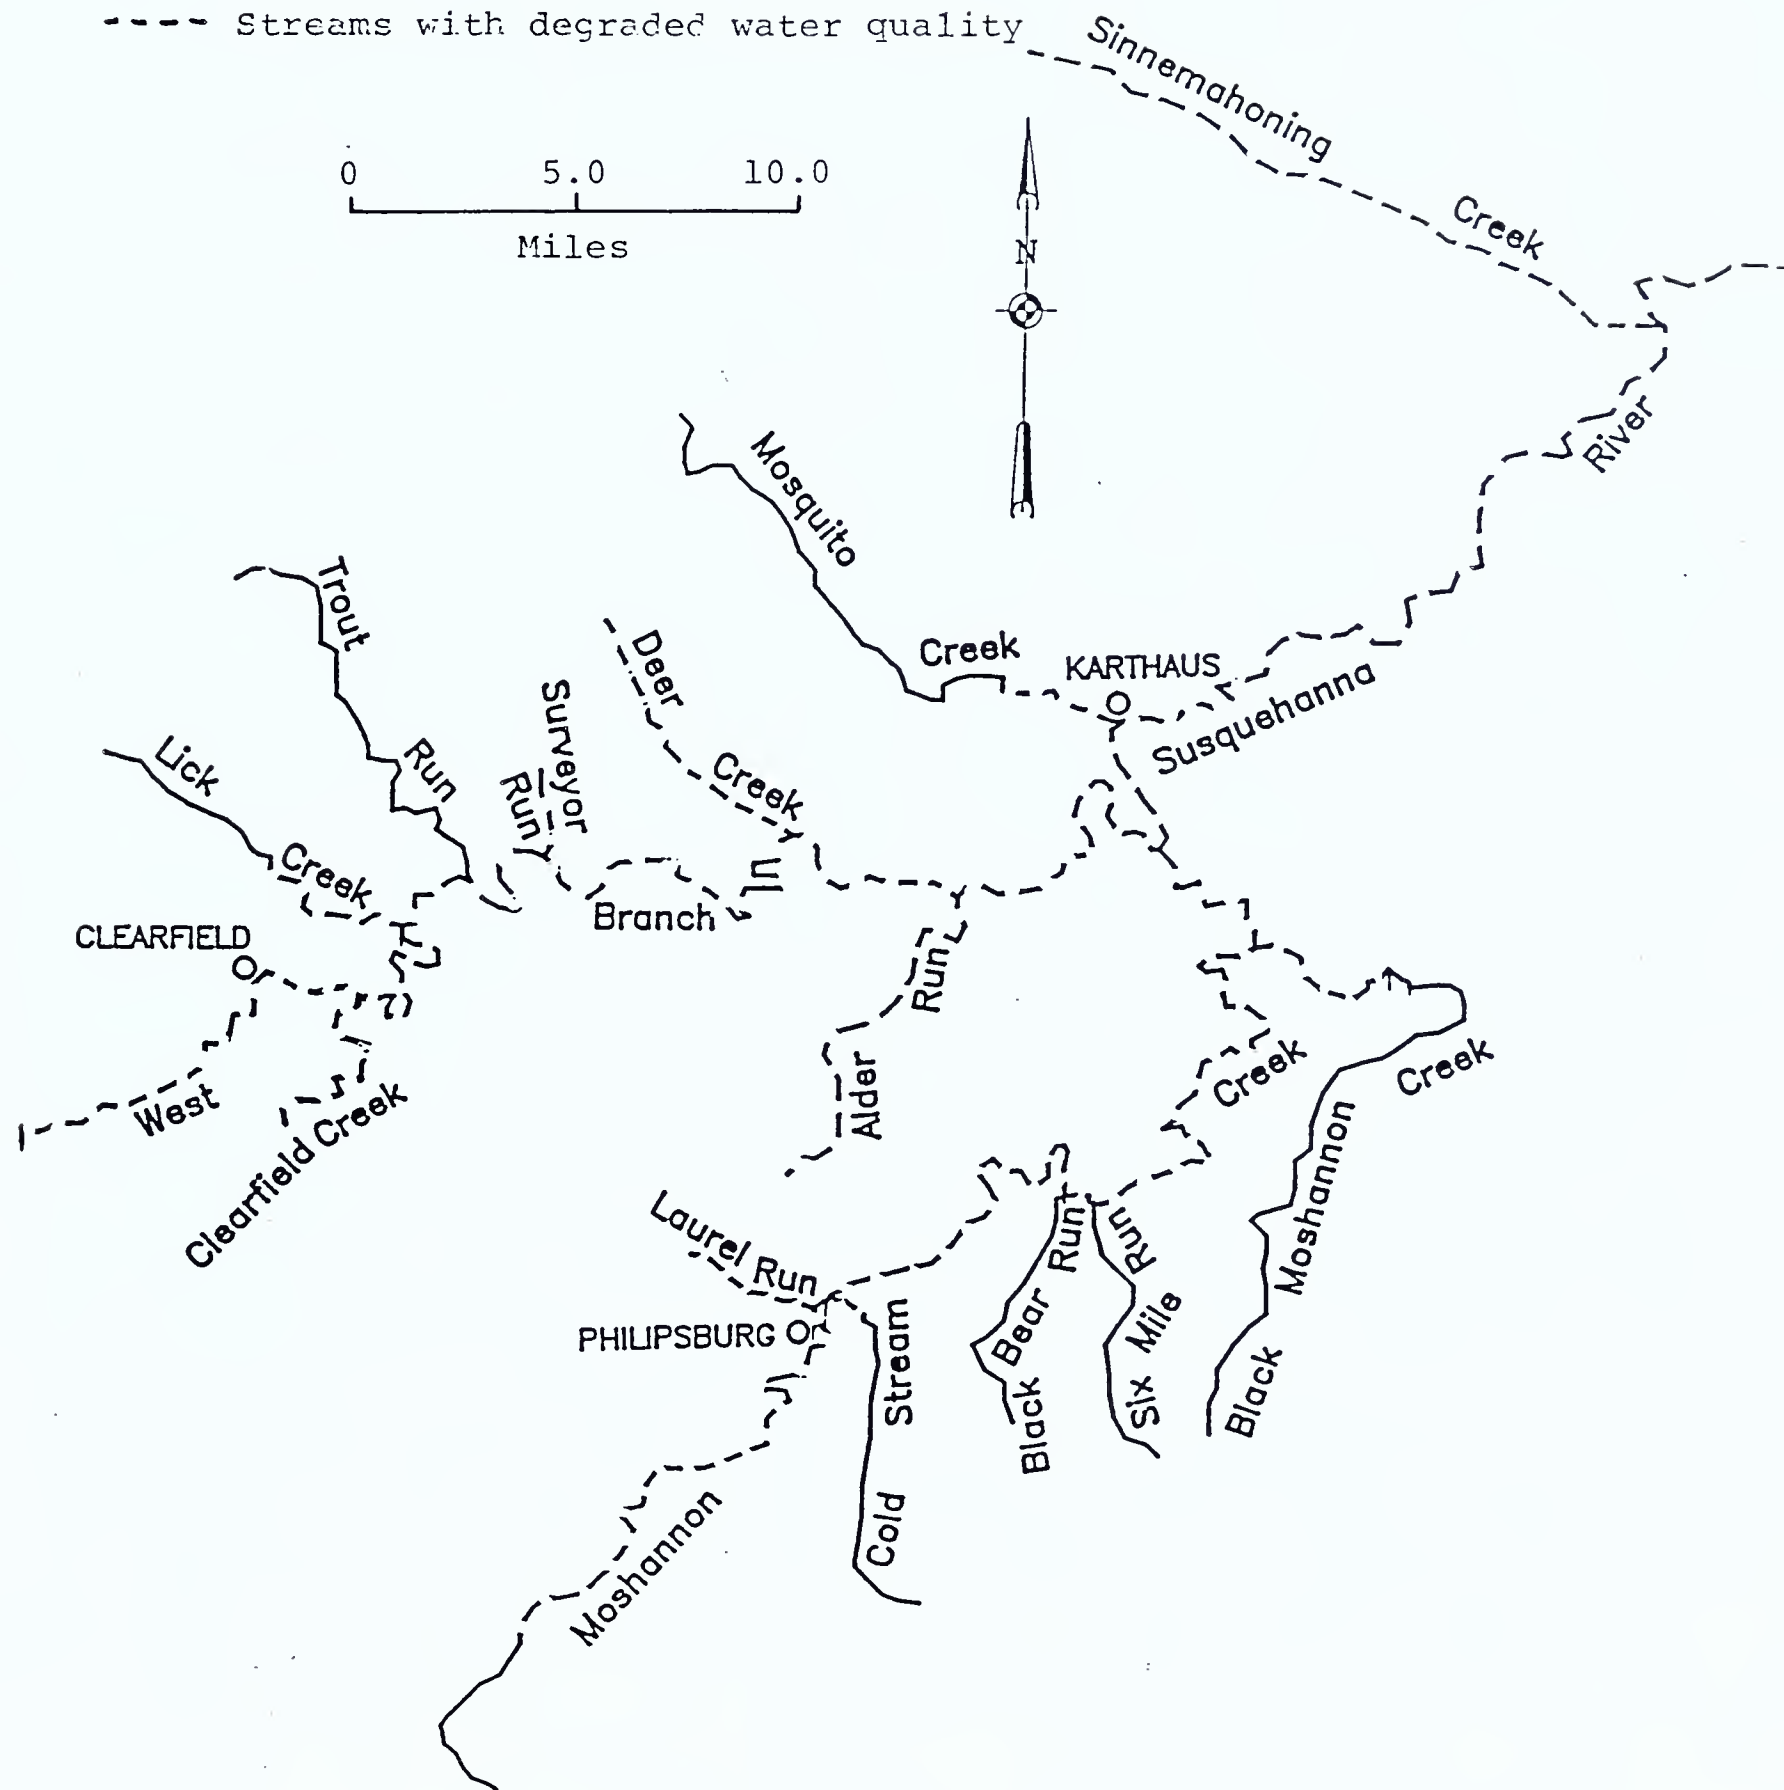 ---- Streams with degraded water quality
Sinnemahoning
Creek
0 5.0 10.0
Miles
N
River
Mosquito
Creek
KARTHAUS
Susquehanna
Trout
Run
Deer
Creek
Surveyor
Run
Lick
Creek
Branch
CLEARFIELD
West
Clearfield Creek
Run
Alder
Creek
Creek
Moshannon
Black
Laurel Run
PHILIPSBURG
Stream
Cold
Black Bear Run
Six Mile Run
Moshannon